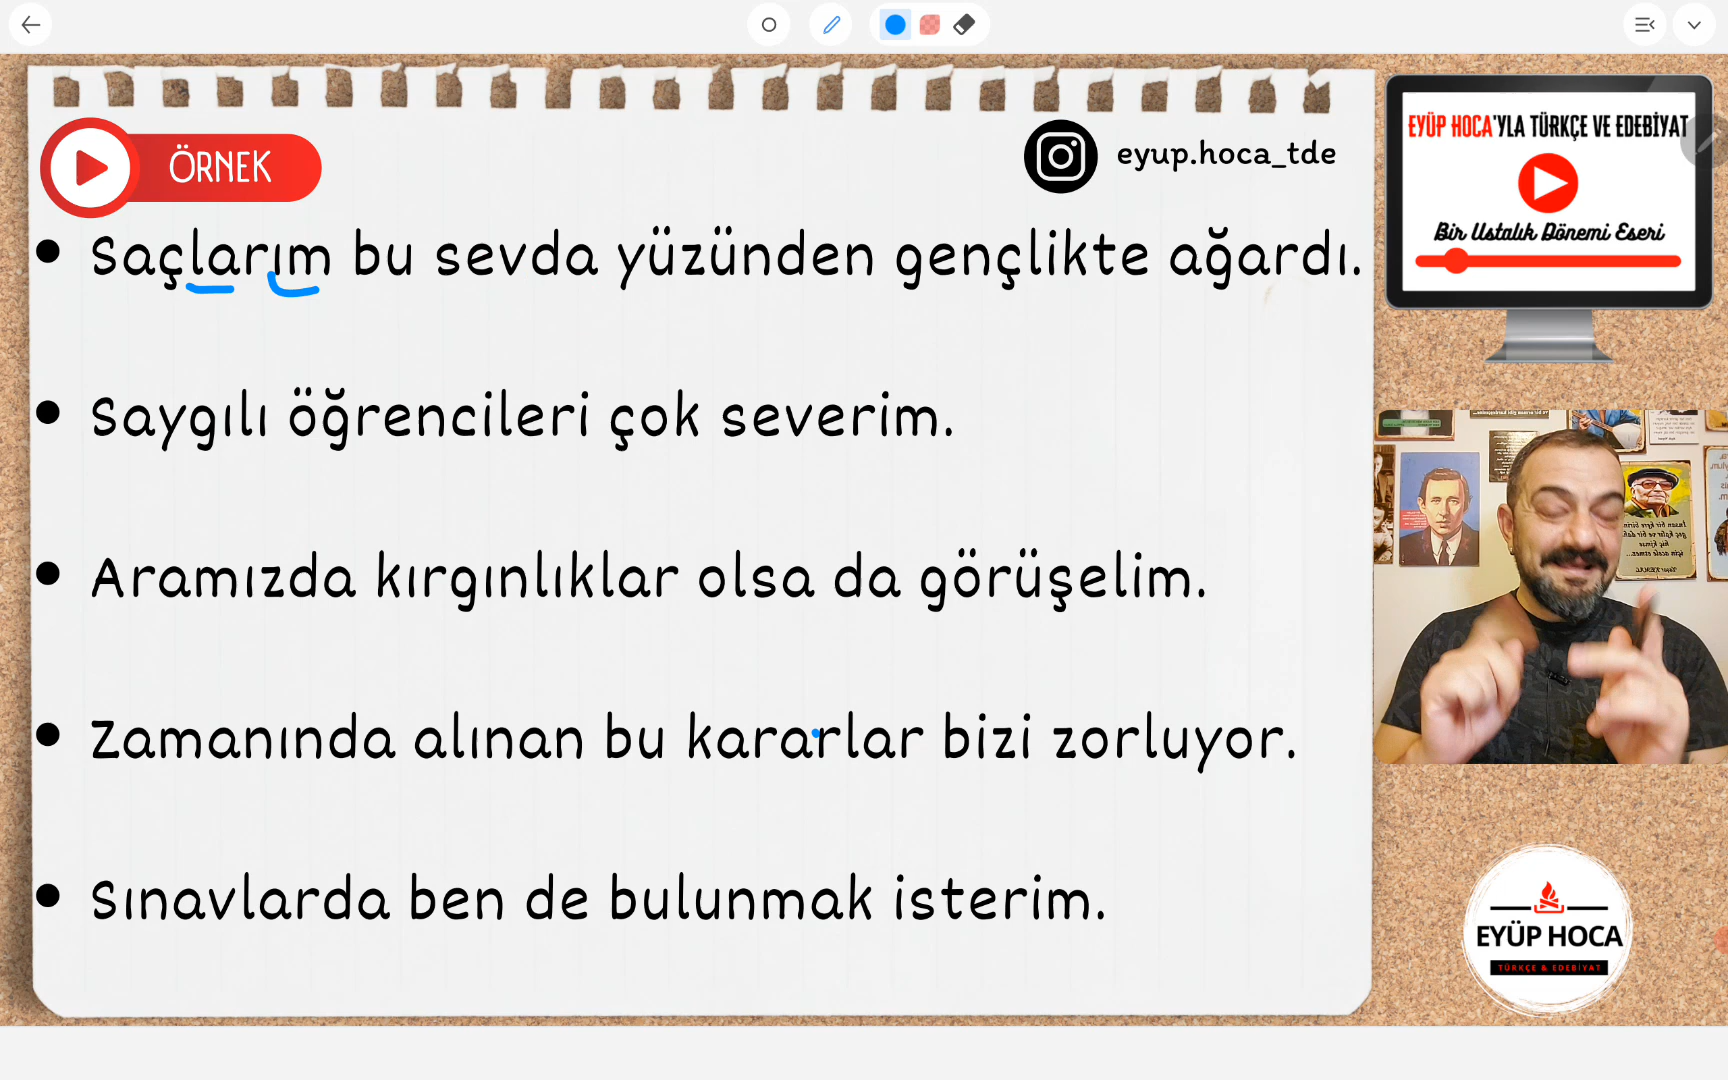 ÖRNEK
eyup.hoca_tde
• Saçlarım bu sevda yüzünden gençlikte ağardı.
• Saygılı öğrencileri çok severim.
• Aramızda kırgınlıklar olsa da görüşelim.
• Zamanında alınan bu kararlar bizi zorluyor.
• Sınavlarda ben de bulunmak isterim.
EYÜP HOCA'YLA TÜRKÇE VE EDEBİYAT
Bir Ustalık Dönemi Eseri
EYÜP HOCA
TÜRKÇE & EDEBİYAT